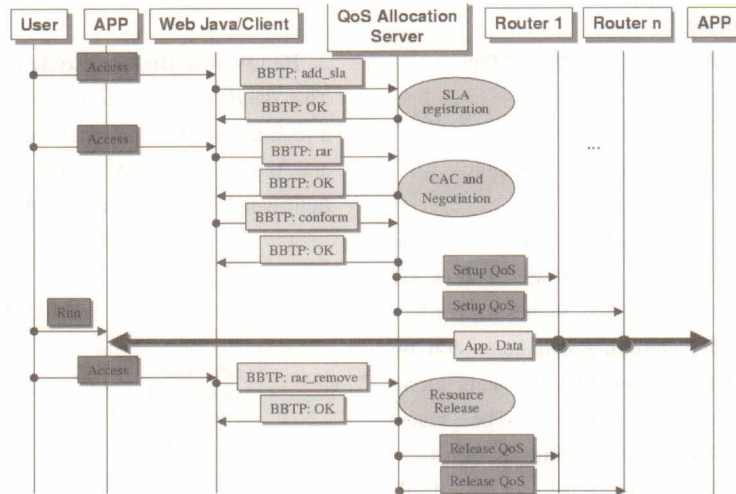 User
APP
Web Java/Client
QoS Allocation
Server
Router 1
Router n
APP
Access
BBTP: add_sla
SLA
registration
BBTP: OK
Access
BBTP: rar
...
BBTP: OK
CAC and
Negotiation
BBTP: conform
BBTP: OK
Setup QoS
Setup QoS
Run
App. Data
Access
BBTP: rar_remove
Resource
Release
BBTP: OK
Release QoS
Release QoS